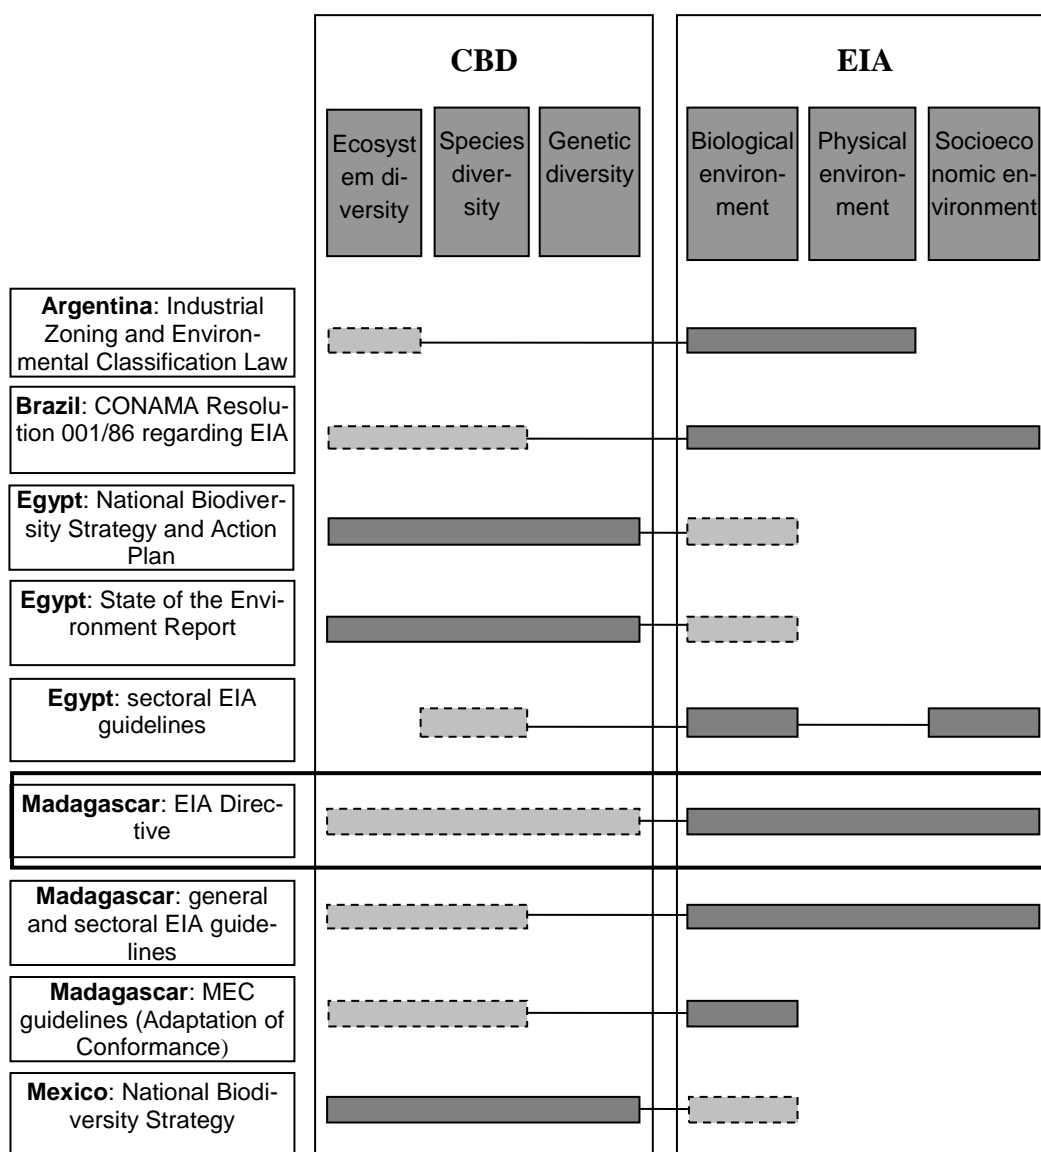 CBD
EIA
Ecosyst
em di-
versity
Species
diver-
sity
Genetic
diversity
Biological
environ-
ment
Physical
environ-
ment
Socioeco
nomic en-
vironment
Argentina: Industrial
Zoning and Environ-
mental Classification Law
Brazil: CONAMA Resolu-
tion 001/86 regarding EIA
Egypt: National Biodiver-
sity Strategy and Action
Plan
Egypt: State of the Envi-
ronment Report
Egypt: sectoral EIA
guidelines
Madagascar: EIA Direc-
tive
Madagascar: general
and sectoral EIA guide-
lines
Madagascar: MEC
guidelines (Adaptation of
Conformance)
Mexico: National Biodi-
versity Strategy